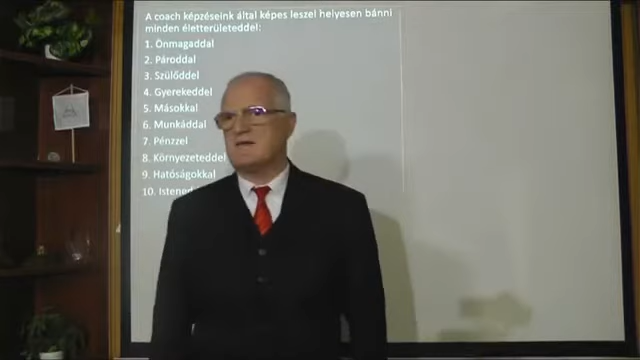 A coach képzéseink által képes leszel helyesen bánni
minden életterületeddel:
1. Önmagaddal
2. Pároddal
3. Szülőddel
4. Gyerekeddel
5. Másokkal
6. Munkáddal
7. Pénzzel
8. Környezeteddel
9. Hatóságokkal
10. Istened